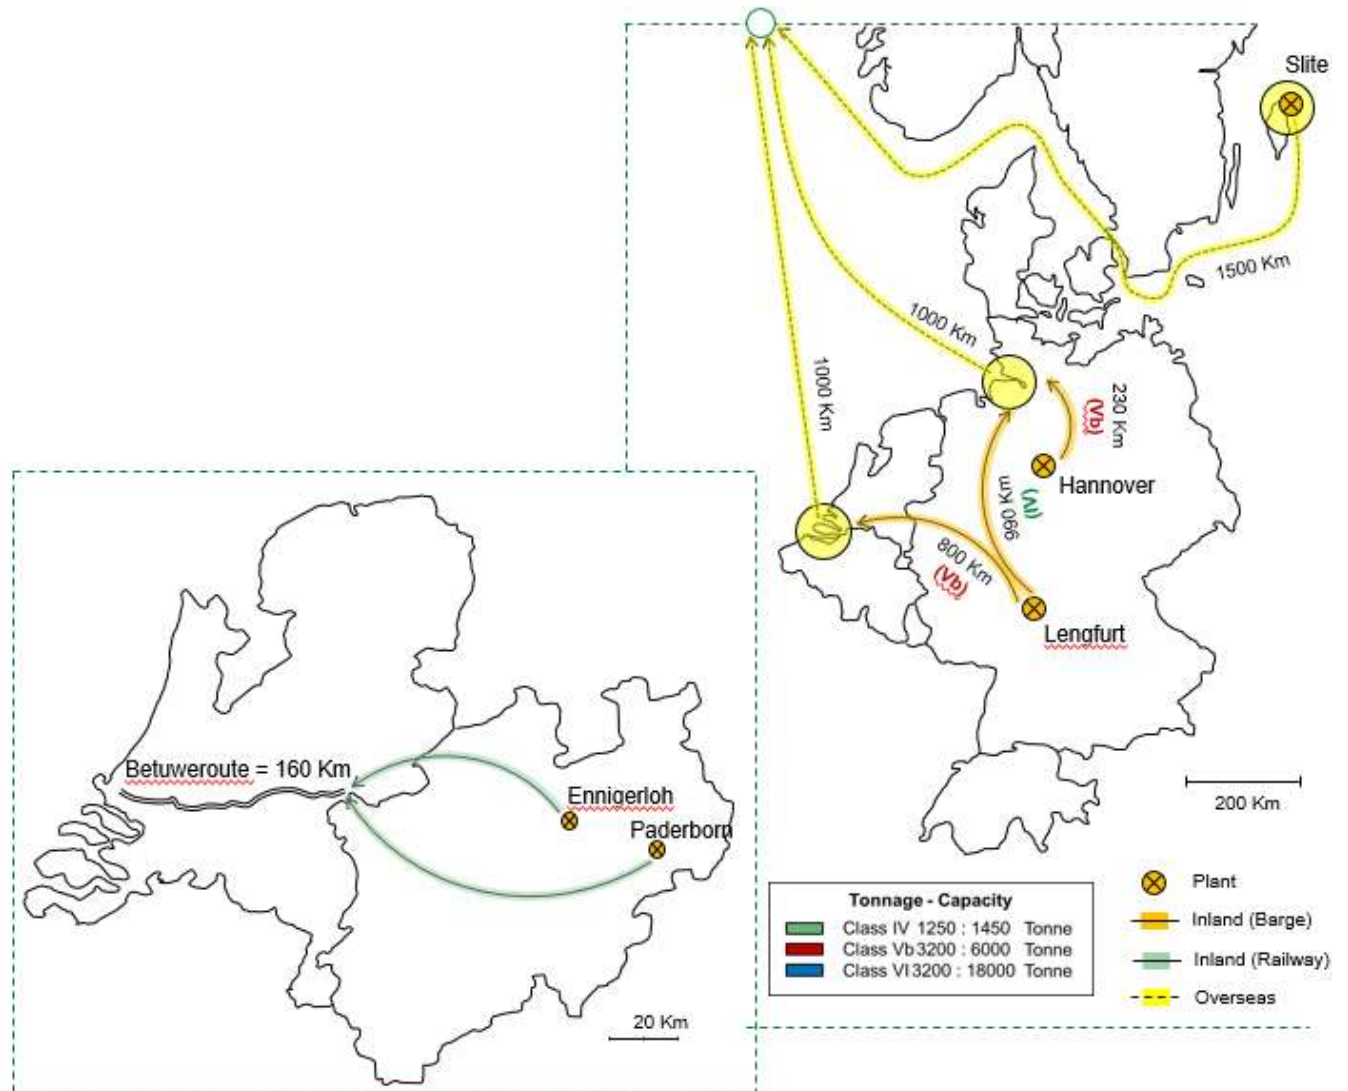 Slite
1500 Km
1000 Km
1000 Km
230 Km
(Vb)
Hannover
990 Km
(IV)
800 Km
(Vb)
Lengfurt
200 Km
Betuweroute = 160 Km
Ennigerloh
Paderborn
20 Km
Tonnage - Capacity
Class IV 1250 : 1450 Tonne
Class Vb 3200 : 6000 Tonne
Class VI 3200 : 18000 Tonne
Plant
Inland (Barge)
Inland (Railway)
Overseas